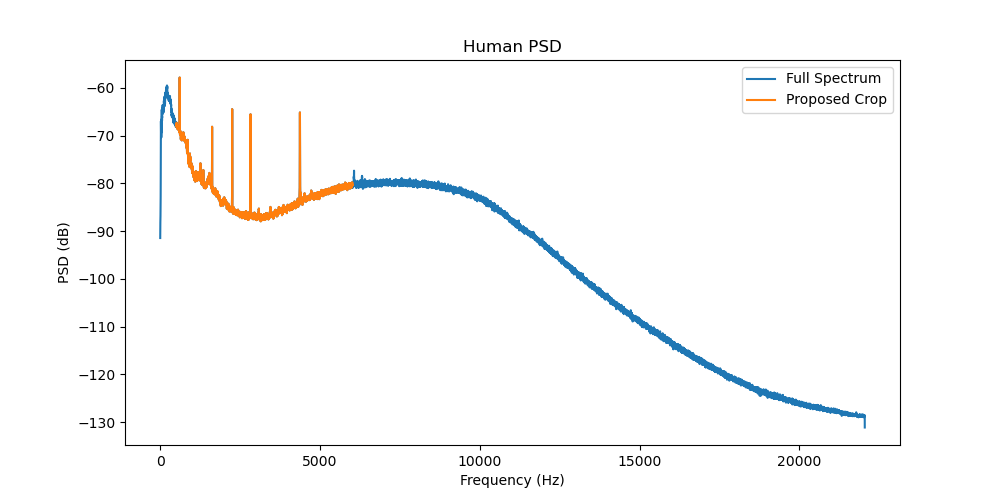 Human PSD
Full Spectrum
Proposed Crop
PSD (dB)
−60
−70
−80
−90
−100
−110
−120
−130
0
5000
10000
15000
20000
Frequency (Hz)